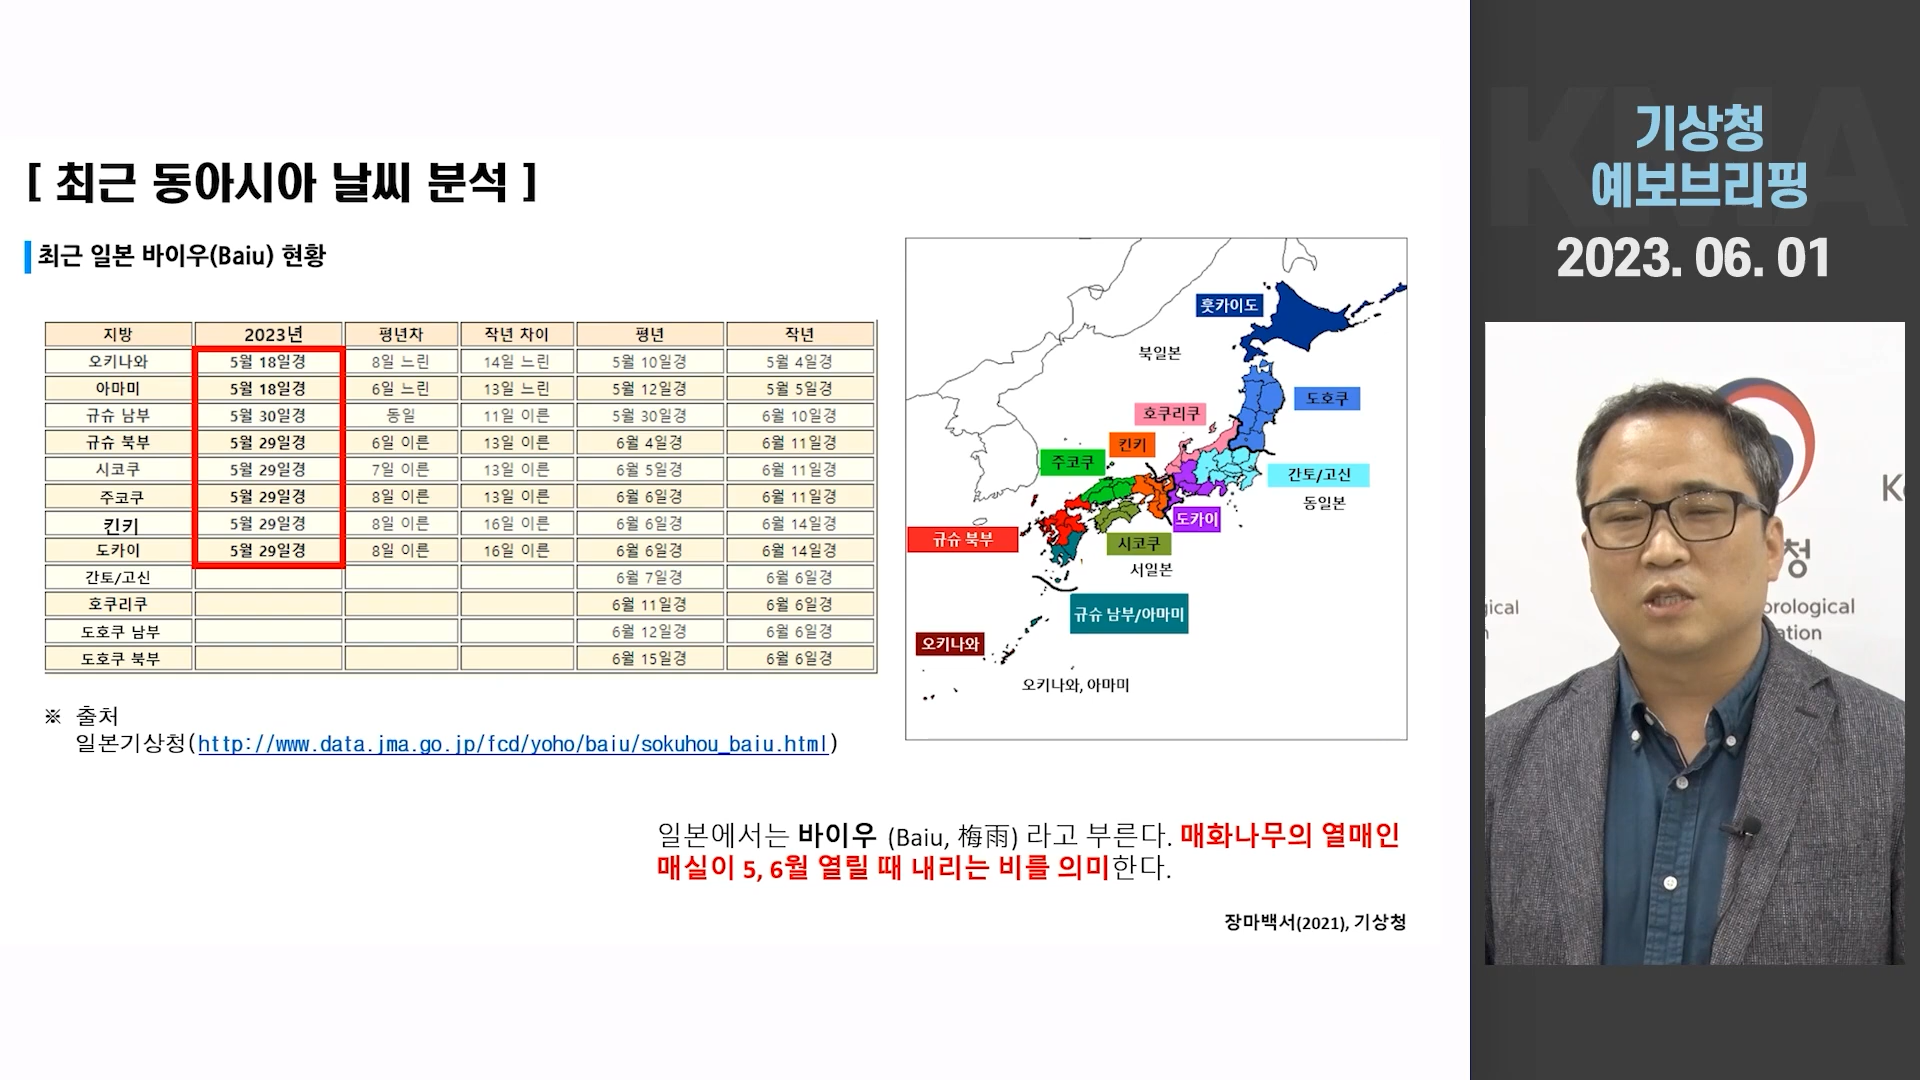 [ 최근 동아시아 날씨 분석 ]
최근 일본 바이우(Baiu) 현황
지방 2023년 평년차 작년 차이 평년 작년
오키나와 5월 18일경 8일 느린 14일 느린 5월 10일경 5월 4일경
아마미 5월 18일경 6일 느린 13일 느린 5월 12일경 5월 5일경
규슈 남부 5월 30일경 동일 11일 이른 5월 30일경 6월 10일경
규슈 북부 5월 29일경 6일 이른 13일 이른 6월 4일경 6월 11일경
시코쿠 5월 29일경 7일 이른 13일 이른 6월 5일경 6월 11일경
주코쿠 5월 29일경 8일 이른 13일 이른 6월 6일경 6월 11일경
킨키 5월 29일경 8일 이른 16일 이른 6월 6일경 6월 14일경
도카이 5월 29일경 8일 이른 16일 이른 6월 6일경 6월 14일경
간토/고신 6월 7일경 6월 6일경
호쿠리쿠 6월 11일경 6월 6일경
도호쿠 남부 6월 12일경 6월 6일경
도호쿠 북부 6월 15일경 6월 6일경
※ 출처
일본기상청(http://www.data.jma.go.jp/fcd/yoho/baiu/sokuhou_baiu.html)
홋카이도
북일본
도호쿠
호쿠리쿠
킨키
주코쿠
간토/고신
동일본
도카이
규슈 북부
시코쿠
서일본
규슈 남부/아마미
오키나와
오키나와, 아마미
일본에서는 바이우 (Baiu, 梅雨) 라고 부른다. 매화나무의 열매인
매실이 5, 6월 열릴 때 내리는 비를 의미한다.
장마백서(2021), 기상청
KMA
기상청
예보브리핑
2023. 06. 01
청